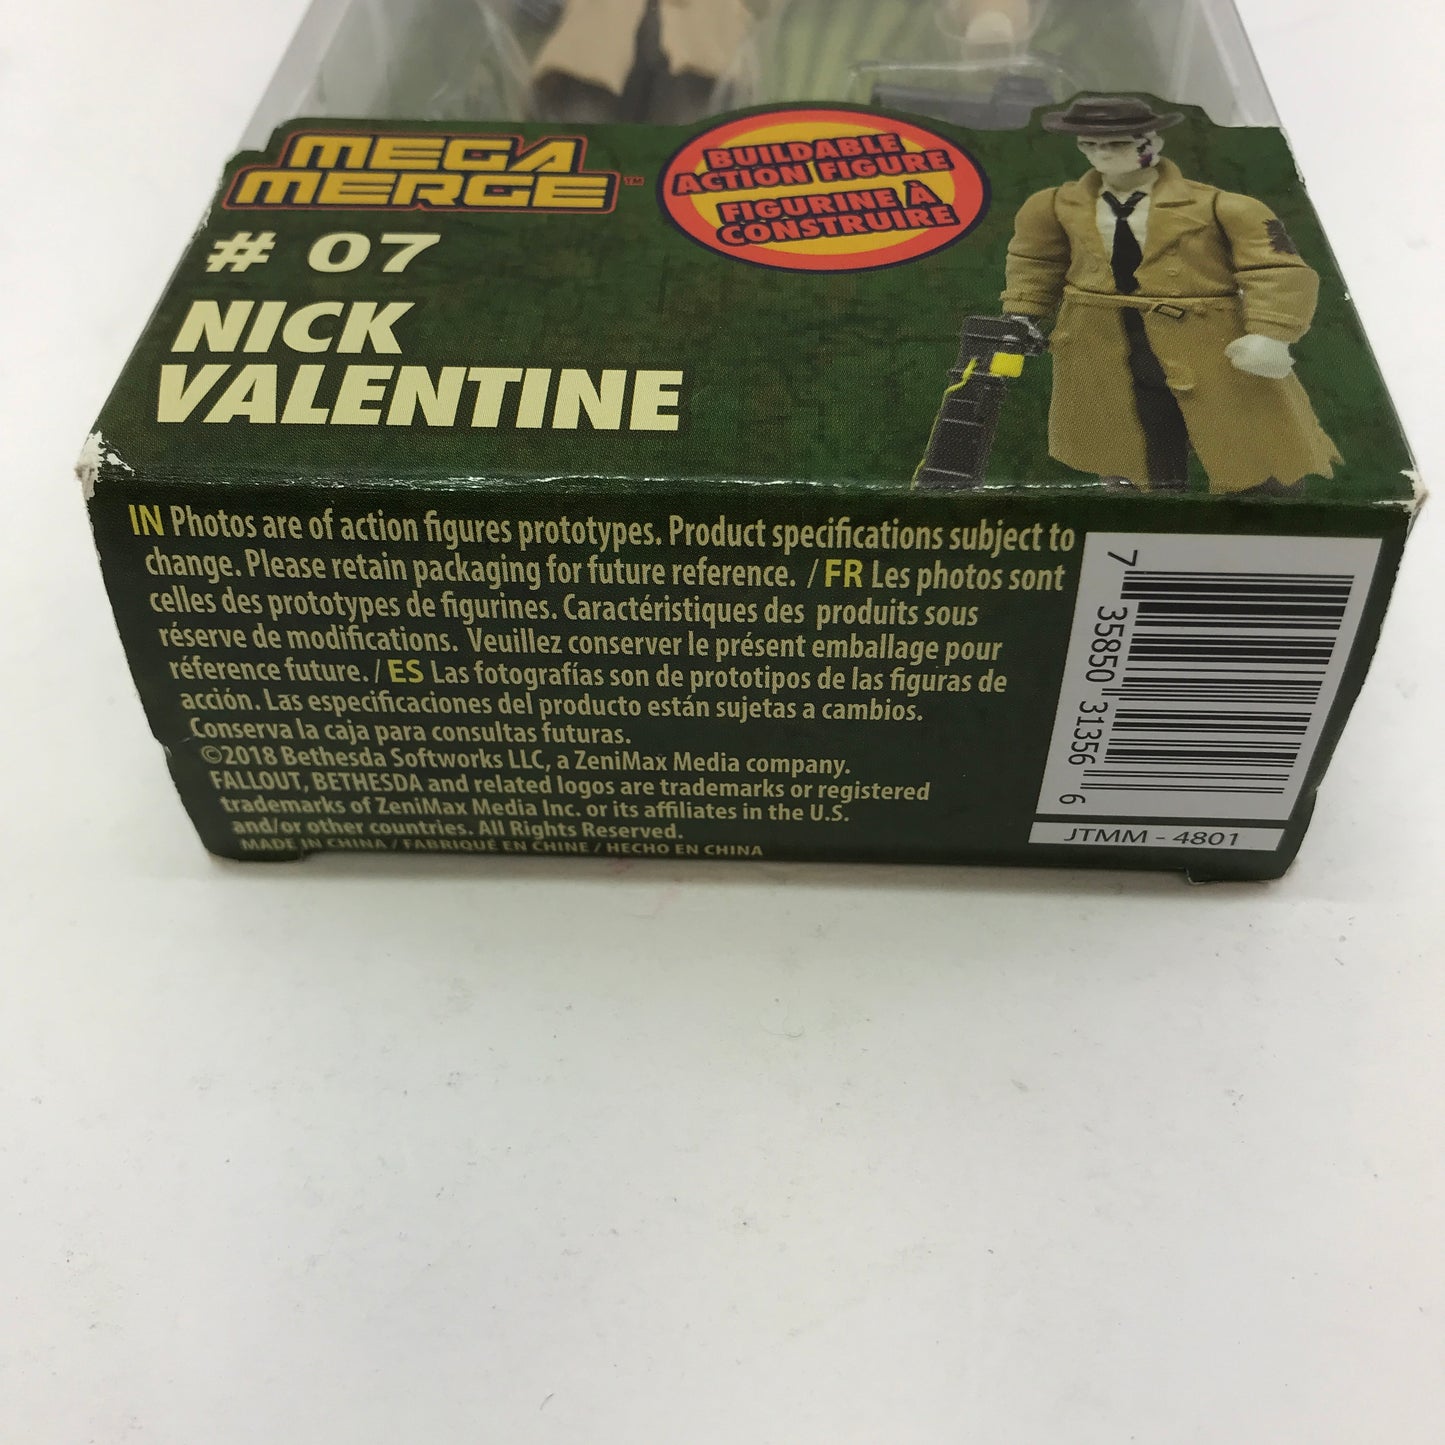 MEGA
MERGE™
# 07
NICK
VALENTINE
BUILDABLE
ACTION FIGURE
FIGURINE À
CONSTRUIRE
IN Photos are of action figures prototypes. Product specifications subject to
change. Please retain packaging for future reference. / FR Les photos sont
celles des prototypes de figurines. Caractéristiques des produits sous
réserve de modifications. Veuillez conserver le présent emballage pour
réference future. / ES Las fotografías son de prototipos de las figuras de
acción. Las especificaciones del producto están sujetas a cambios.
Conserva la caja para consultas futuras.
©2018 Bethesda Softworks LLC, a ZeniMax Media company.
FALLOUT, BETHESDA and related logos are trademarks or registered
trademarks of ZeniMax Media Inc. or its affiliates in the U.S.
and/or other countries. All Rights Reserved.
MADE IN CHINA / FABRIQUÉ EN CHINE / HECHO EN CHINA
7 35850 31356 6
JTMM - 4801